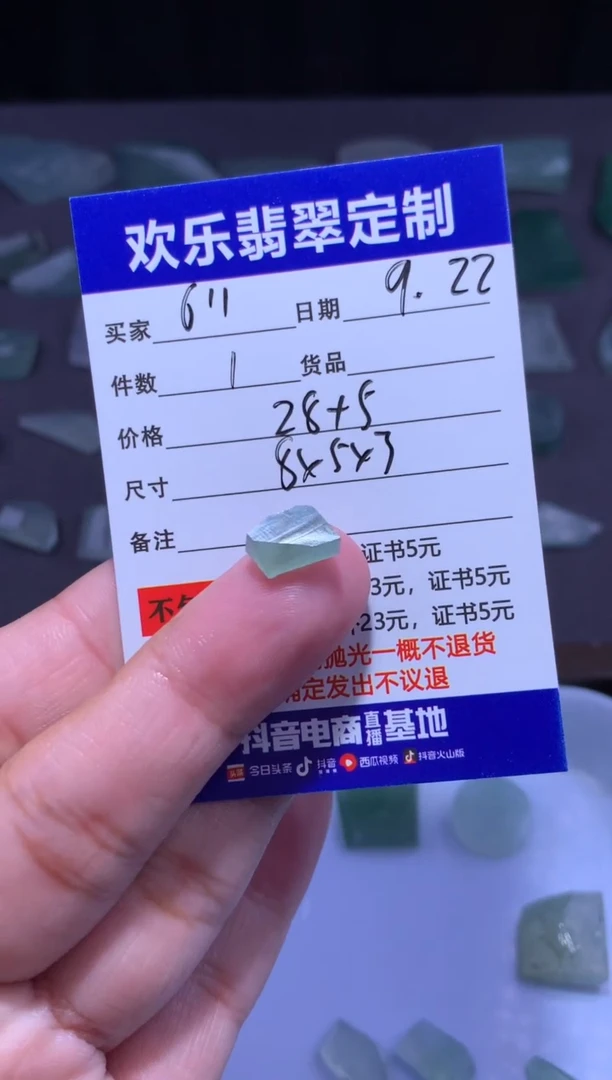 欢乐翡翠定制
买家 611 日期 9.22
件数 1 货品
价格 28+5
尺寸 8x5x3
备注
证书5元
3元，证书5元
23元，证书5元
抛光一概不退货
定发出不议退
抖音电商直播基地
头条 今日头条 抖音 西瓜视频 抖音火山版